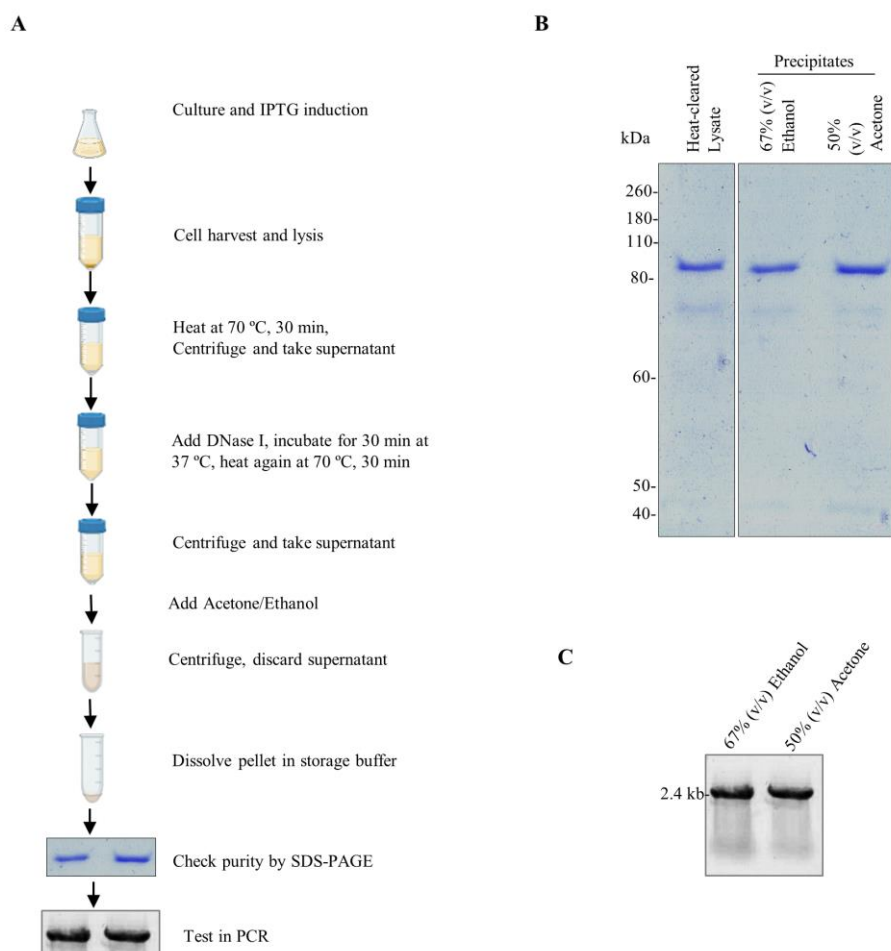 A
Culture and IPTG induction
Cell harvest and lysis
Heat at 70 ºC, 30 min,
Centrifuge and take supernatant
Add DNase I, incubate for 30 min at
37 ºC, heat again at 70 ºC, 30 min
Centrifuge and take supernatant
Add Acetone/Ethanol
Centrifuge, discard supernatant
Dissolve pellet in storage buffer
Check purity by SDS-PAGE
Test in PCR
B
Precipitates
kDa
Heat-cleared
Lysate
67% (v/v)
Ethanol
50%
(v/v)
Acetone
260-
180-
110-
80-
60-
50-
40-
C
67% (v/v) Ethanol
50% (v/v) Acetone
2.4 kb-